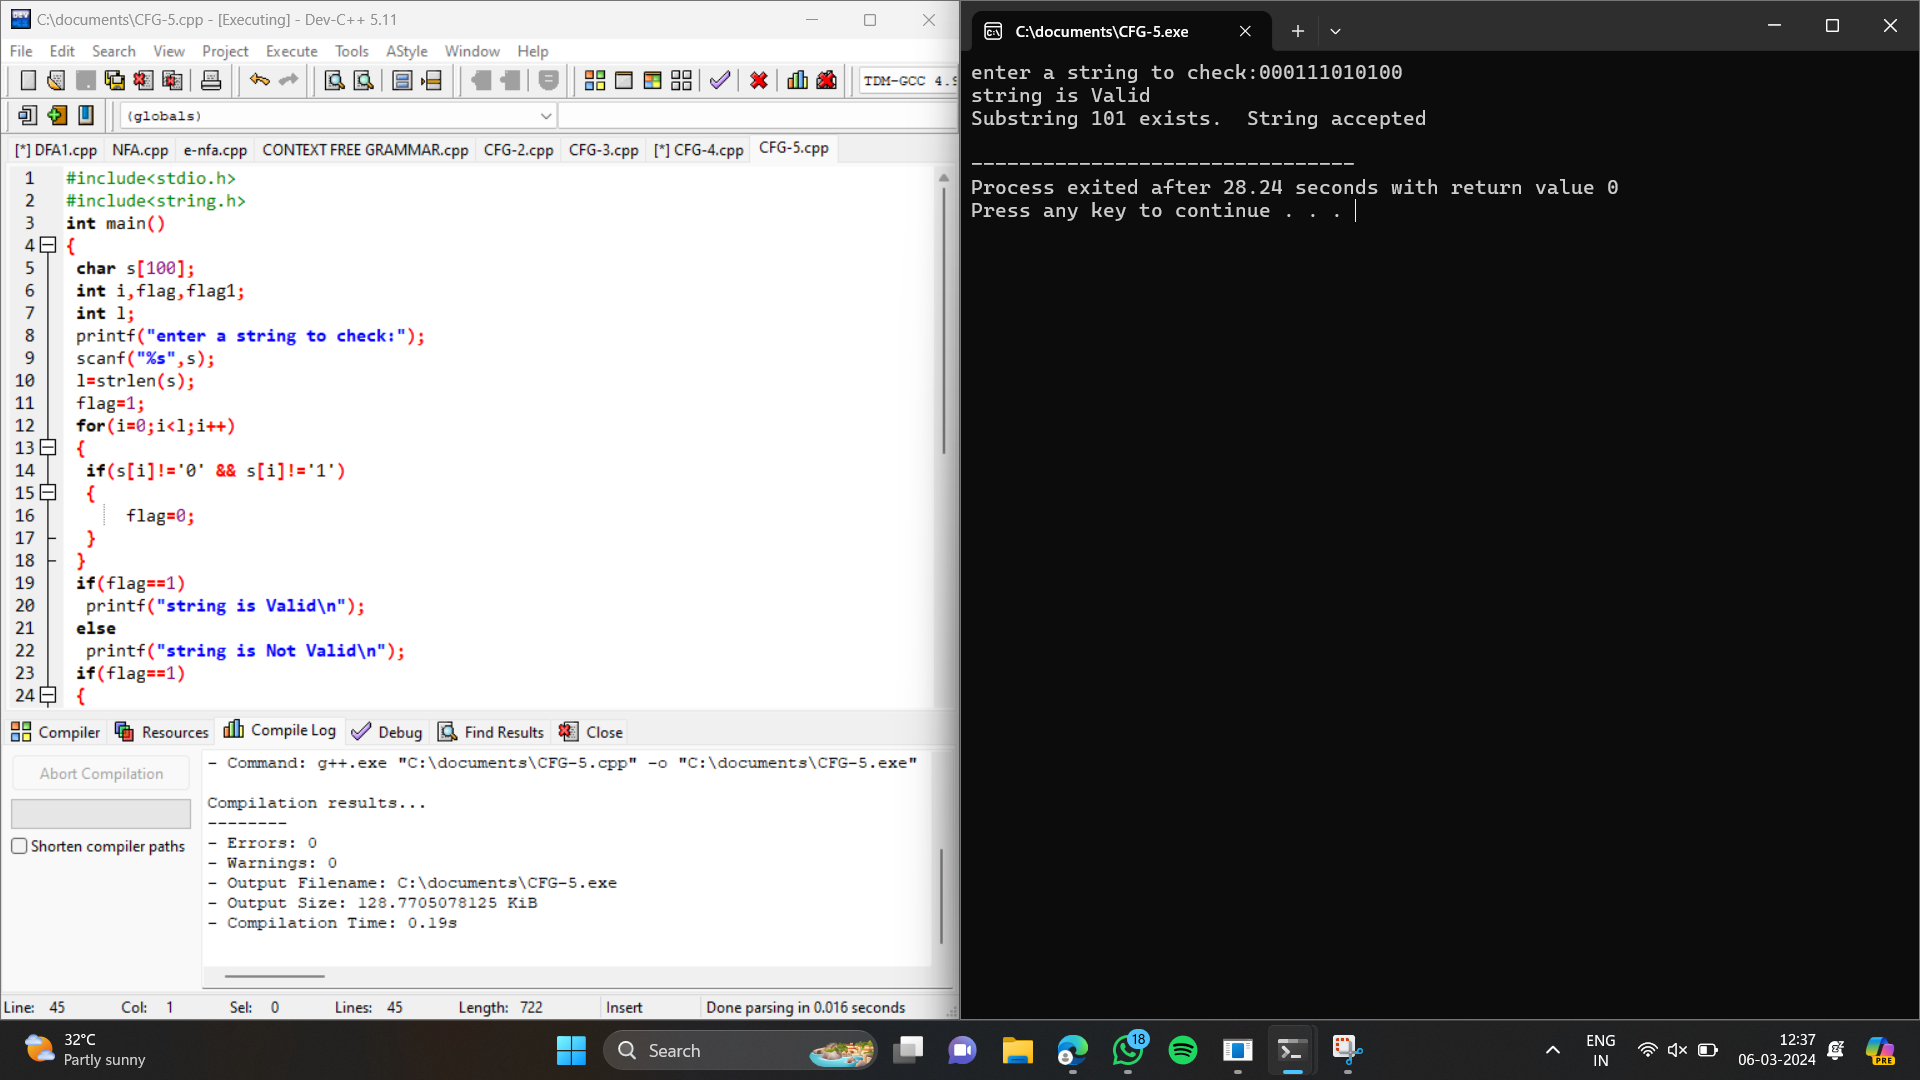 C:\documents\CFG-5.cpp - [Executing] - Dev-C++ 5.11
File Edit Search View Project Execute Tools AStyle Window Help
TDM-GCC 4.9
(globals)
[*] DFA1.cpp NFA.cpp e-nfa.cpp CONTEXT FREE GRAMMAR.cpp CFG-2.cpp CFG-3.cpp [*] CFG-4.cpp CFG-5.cpp
1 #include<stdio.h>
2 #include<string.h>
3 int main()
4 {
5 char s[100];
6 int i,flag,flag1;
7 int l;
8 printf("enter a string to check:");
9 scanf("%s",s);
10 l=strlen(s);
11 flag=1;
12 for(i=0;i<l;i++)
13 {
14 if(s[i]!='0' && s[i]!='1')
15 {
16 flag=0;
17 }
18 }
19 if(flag==1)
20 printf("string is Valid\n");
21 else
22 printf("string is Not Valid\n");
23 if(flag==1)
24 {
Compiler Resources Compile Log Debug Find Results Close
Abort Compilation
Shorten compiler paths
- Command: g++.exe "C:\documents\CFG-5.cpp" -o "C:\documents\CFG-5.exe"
Compilation results...
--------
- Errors: 0
- Warnings: 0
- Output Filename: C:\documents\CFG-5.exe
- Output Size: 128.7705078125 KiB
- Compilation Time: 0.19s
Line: 45 Col: 1 Sel: 0 Lines: 45 Length: 722 Insert Done parsing in 0.016 seconds
C:\documents\CFG-5.exe
enter a string to check:000111010100
string is Valid
Substring 101 exists.  String accepted
--------------------------------
Process exited after 28.24 seconds with return value 0
Press any key to continue . . .
32°C
Partly sunny
Search
18
ENG
IN
12:37
06-03-2024
PRE